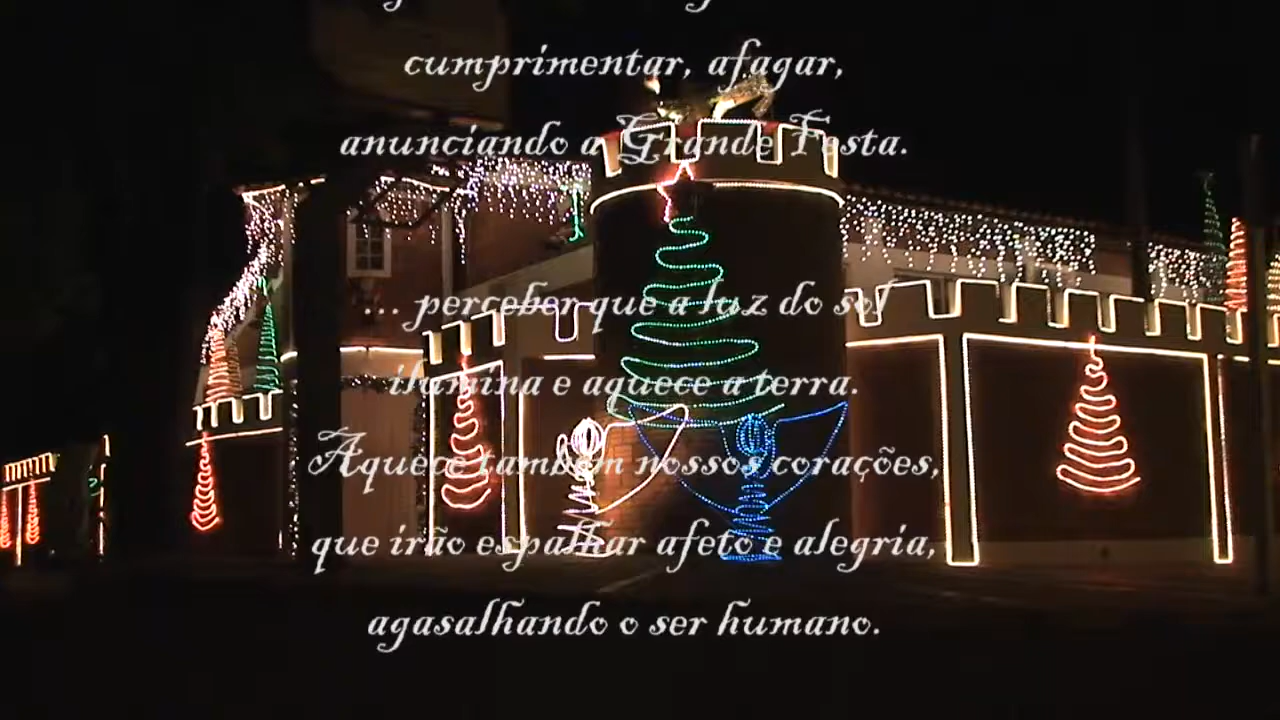 cumprimentar, afagar,
anunciando a Grande Festa.
... perceber que a luz do sol
ilumina e aquece a terra.
Aquece também nossos corações,
que irão espalhar afeto e alegria,
agasalhando o ser humano.